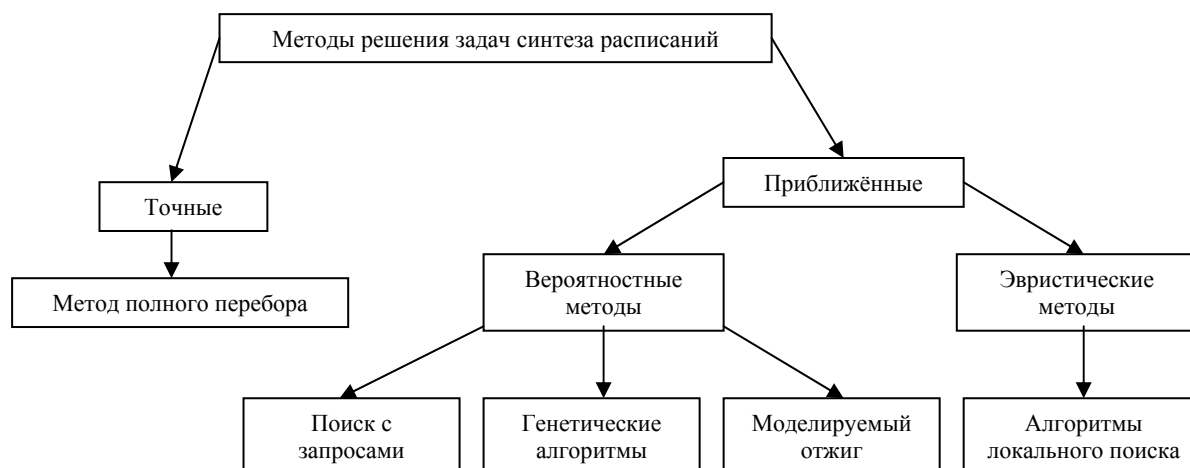 Методы решения задач синтеза расписаний
Приближённые
Точные
Вероятностные
методы
Эвристические
методы
Метод полного перебора
Поиск с
запросами
Генетические
алгоритмы
Моделируемый
отжиг
Алгоритмы
локального поиска